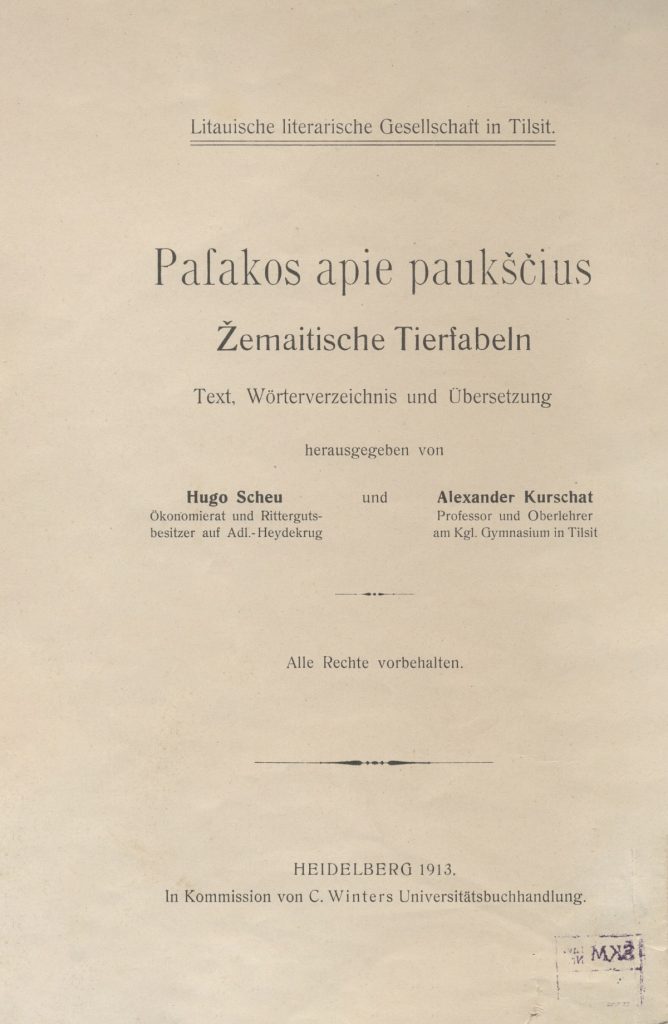 Litauische literarische Gesellschaft in Tilsit.
Paſakos apie paukščius
Žemaitische Tierfabeln
Text, Wörterverzeichnis und Übersetzung
herausgegeben von
Hugo Scheu und Alexander Kurschat
Ökonomierat und Ritterguts- Professor und Oberlehrer
besitzer auf Adl.-Heydekrug am Kgl. Gymnasium in Tilsit
Alle Rechte vorbehalten.
HEIDELBERG 1913.
In Kommission von C. Winters Universitätsbuchhandlung.